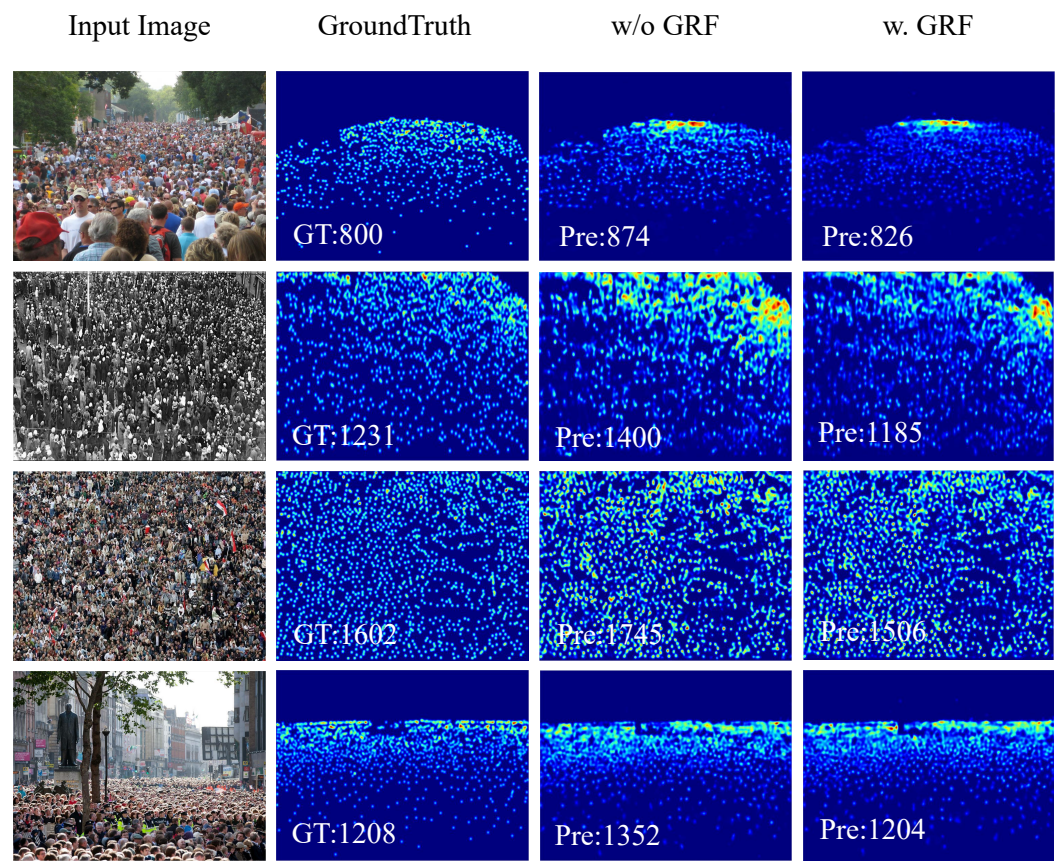 Input Image GroundTruth w/o GRF w. GRF
GT:800 Pre:874 Pre:826
GT:1231 Pre:1400 Pre:1185
GT:1602 Pre:1745 Pre:1506
GT:1208 Pre:1352 Pre:1204